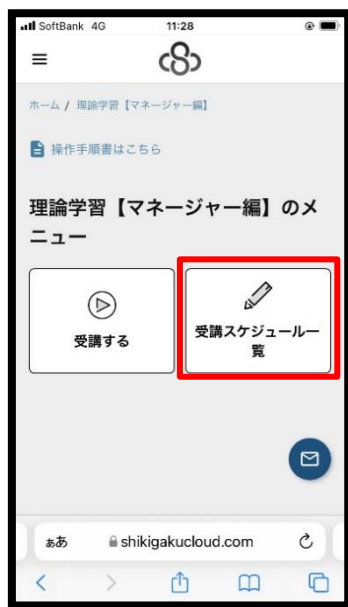 SoftBank 4G 11:28
ホーム / 理論学習【マネージャー編】
操作手順書はこちら
理論学習【マネージャー編】のメ
ニュー
受講する
受講スケジュール一
覧
ぁあ shikigakucloud.com